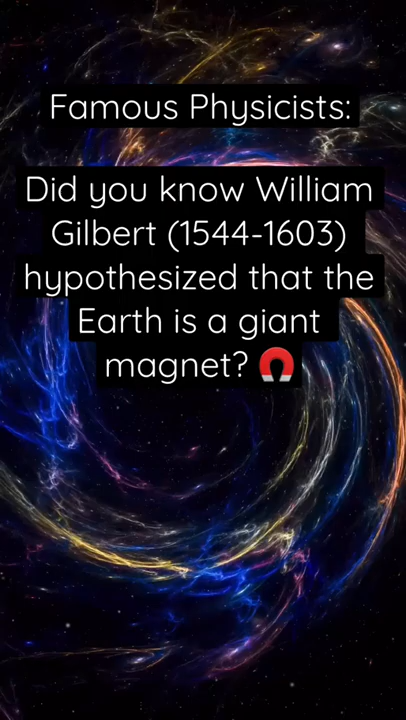 Famous Physicists:
Did you know William
Gilbert (1544-1603)
hypothesized that the
Earth is a giant
magnet? 🧲